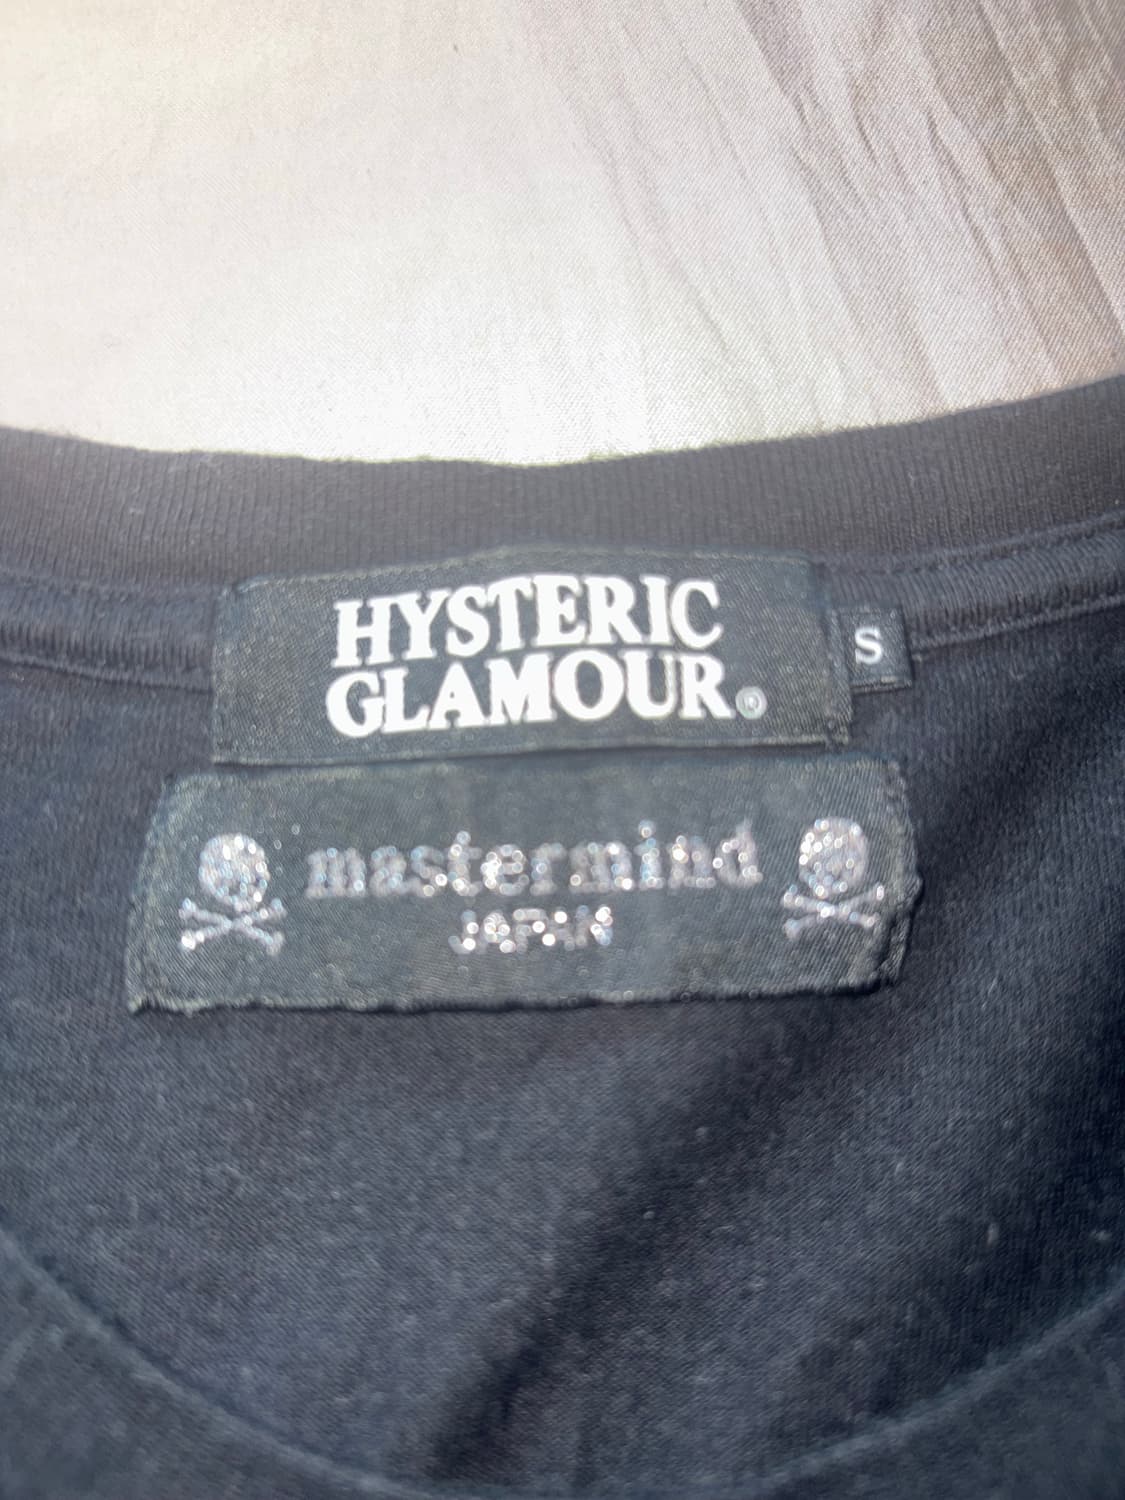 HYSTERIC
GLAMOUR®
S
mastermind
JAPAN